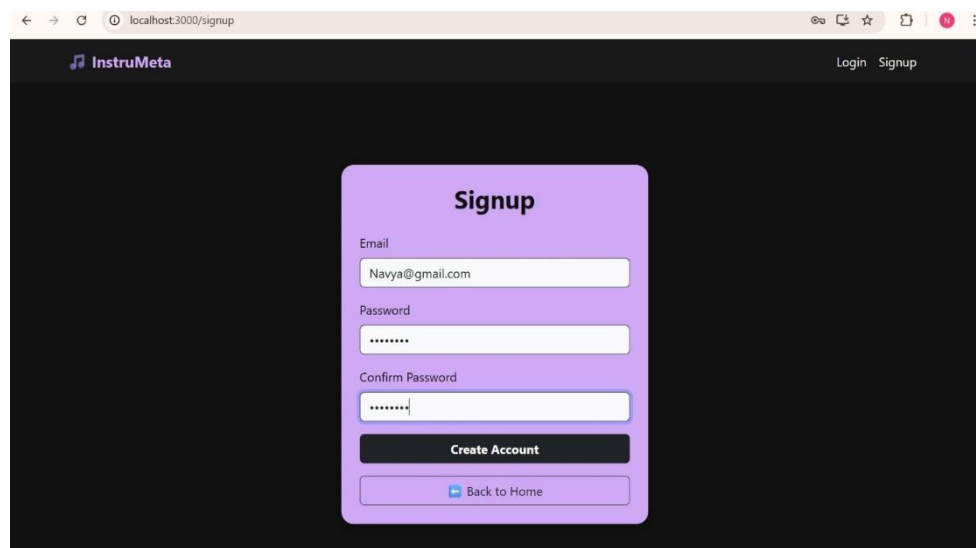 localhost:3000/signup
N
InstruMeta
Login Signup
Signup
Email
Navya@gmail.com
Password
••••••••
Confirm Password
••••••••
Create Account
Back to Home